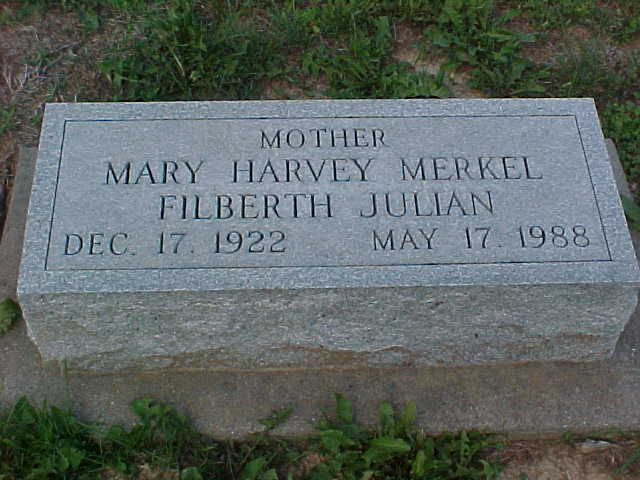 MOTHER
MARY HARVEY MERKEL
FILBERTH JULIAN
DEC. 17. 1922 MAY 17. 1988